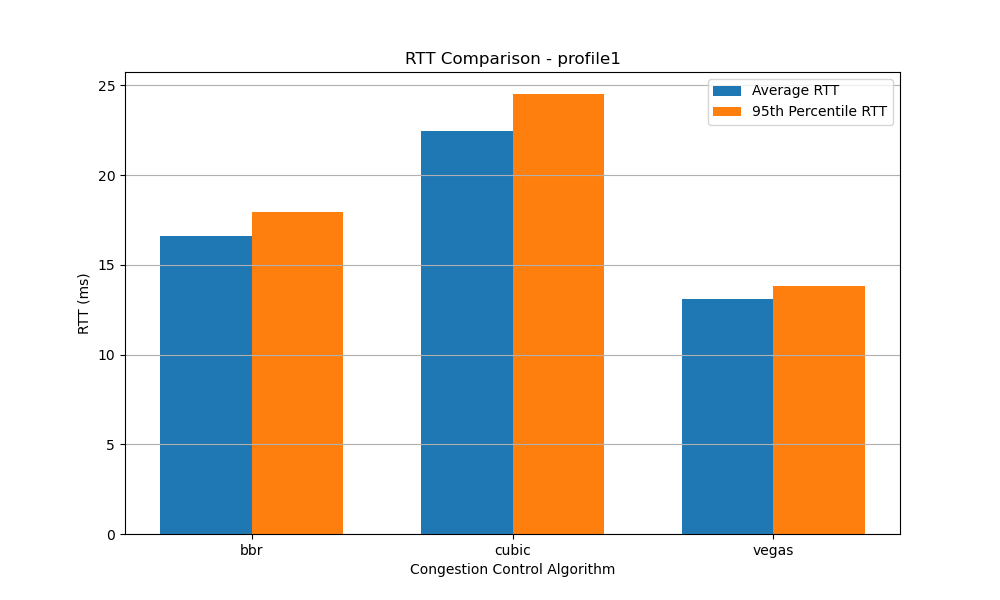 RTT Comparison - profile1
Average RTT
95th Percentile RTT
RTT (ms)
25
20
15
10
5
0
bbr
cubic
vegas
Congestion Control Algorithm